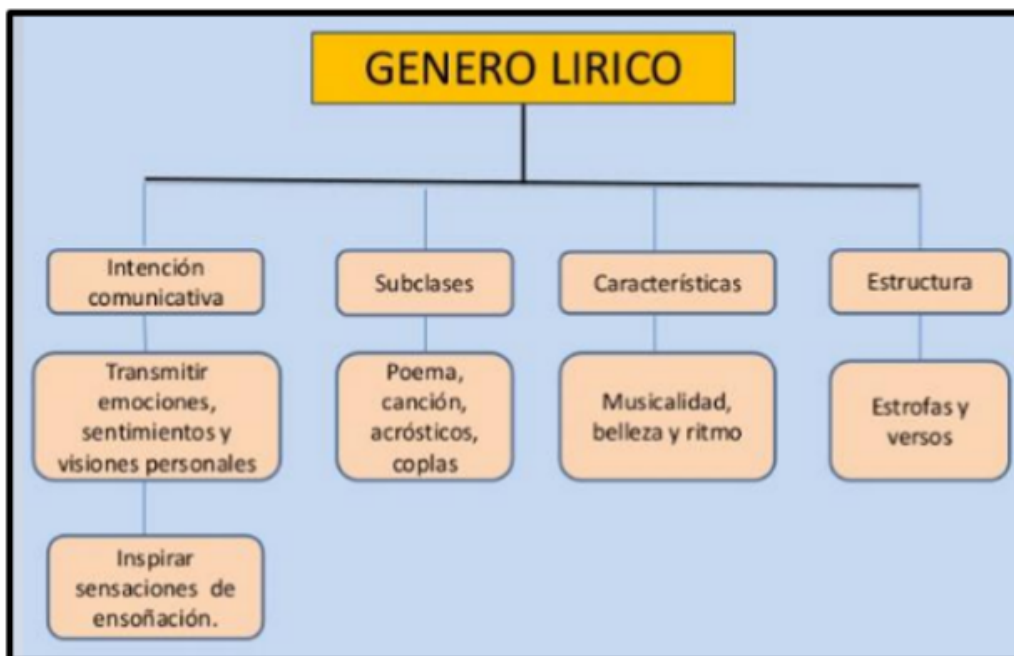 GENERO LIRICO
Intención
comunicativa
Transmitir
emociones,
sentimientos y
visiones personales
Inspirar
sensaciones de
ensoñación.
Subclases
Poema,
canción,
acrósticos,
coplas
Características
Musicalidad,
belleza y ritmo
Estructura
Estrofas y
versos